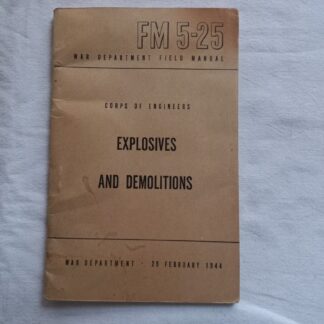 FM 5-25
WAR DEPARTMENT FIELD MANUAL
CORPS OF ENGINEERS
EXPLOSIVES
AND DEMOLITIONS
WAR DEPARTMENT • 29 FEBRUARY 1944